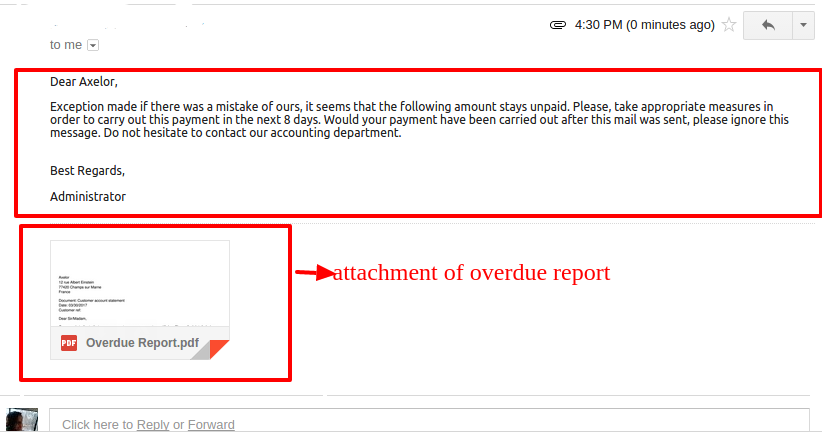 4:30 PM (0 minutes ago)
to me
Dear Axelor,
Exception made if there was a mistake of ours, it seems that the following amount stays unpaid. Please, take appropriate measures in
order to carry out this payment in the next 8 days. Would your payment have been carried out after this mail was sent, please ignore this
message. Do not hesitate to contact our accounting department.
Best Regards,
Administrator
attachment of overdue report
Axelor
12 rue Albert Einstein
77420 Champs sur Marne
France
Document: Customer account statement
Date: 03/30/2017
Customer ref:
Dear Sir/Madam,
PDF Overdue Report.pdf
Click here to Reply or Forward